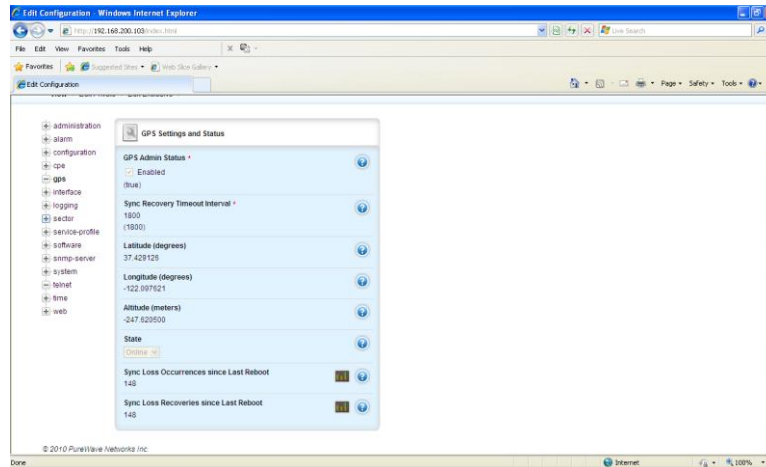 Edit Configuration - Windows Internet Explorer
http://192.168.200.103/index.html
Live Search
File Edit View Favorites Tools Help
Favorites Suggested Sites Web Slice Gallery
Edit Configuration
Page Safety Tools
administration
alarm
configuration
cpe
gps
interface
logging
sector
service-profile
software
snmp-server
system
telnet
time
web
GPS Settings and Status
GPS Admin Status *
Enabled
(true)
Sync Recovery Timeout Interval *
1800
(1800)
Latitude (degrees)
37.429126
Longitude (degrees)
-122.097621
Altitude (meters)
-247.620500
State
Online
Sync Loss Occurrences since Last Reboot
148
Sync Loss Recoveries since Last Reboot
148
© 2010 PureWave Networks Inc
Done
Internet
100%